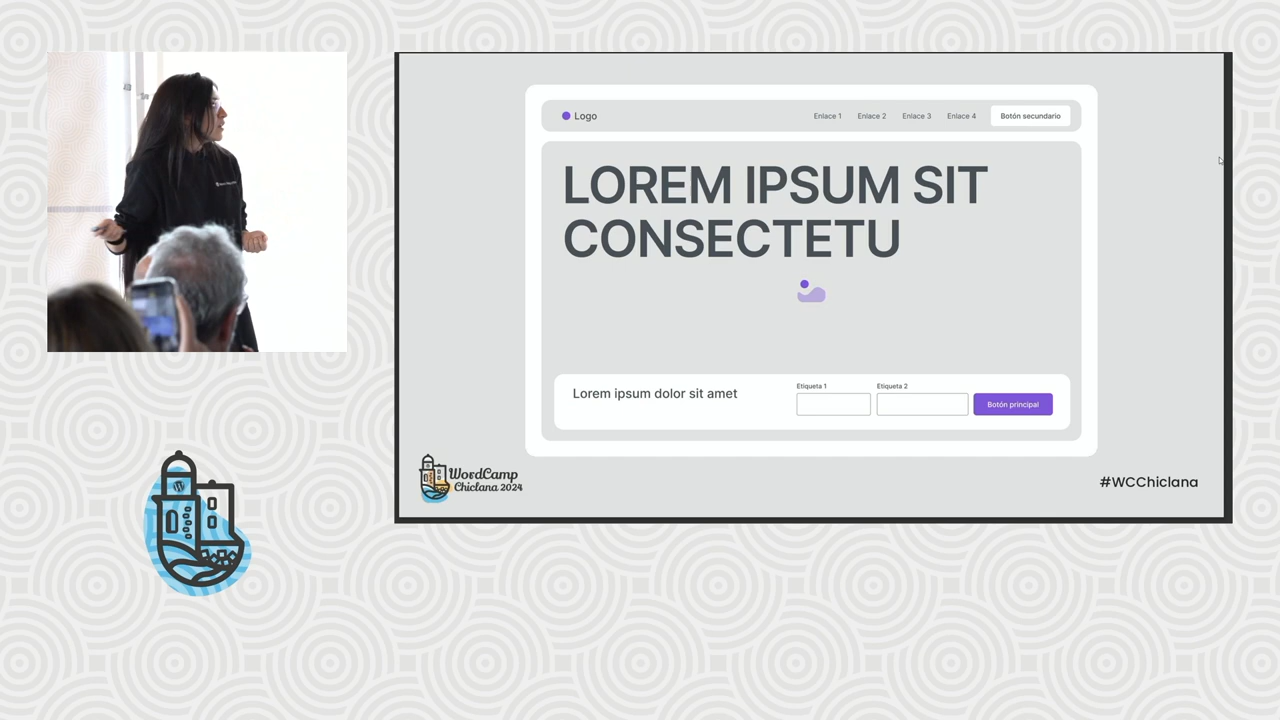 Logo
Enlace 1
Enlace 2
Enlace 3
Enlace 4
Botón secundario
LOREM IPSUM SIT
CONSECTETU
Lorem ipsum dolor sit amet
Etiqueta 1
Etiqueta 2
Botón principal
WordCamp
Chiclana 2024
#WCChiclana